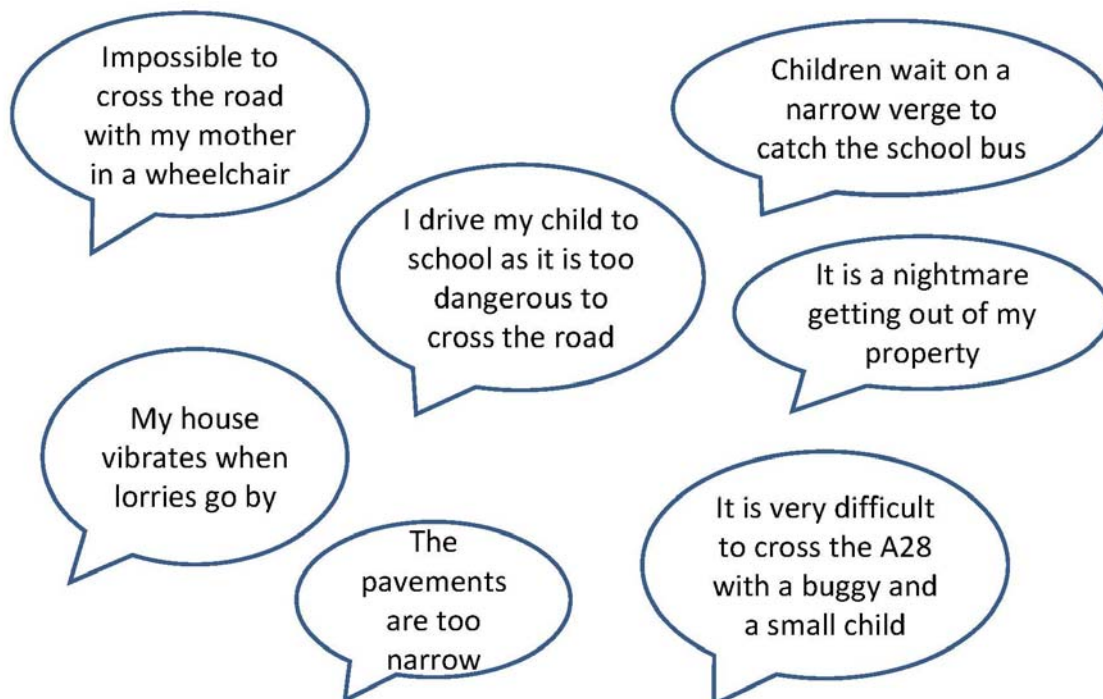 Impossible to
cross the road
with my mother
in a wheelchair
Children wait on a
narrow verge to
catch the school bus
I drive my child to
school as it is too
dangerous to
cross the road
It is a nightmare
getting out of my
property
My house
vibrates when
lorries go by
The
pavements
are too
narrow
It is very difficult
to cross the A28
with a buggy and
a small child